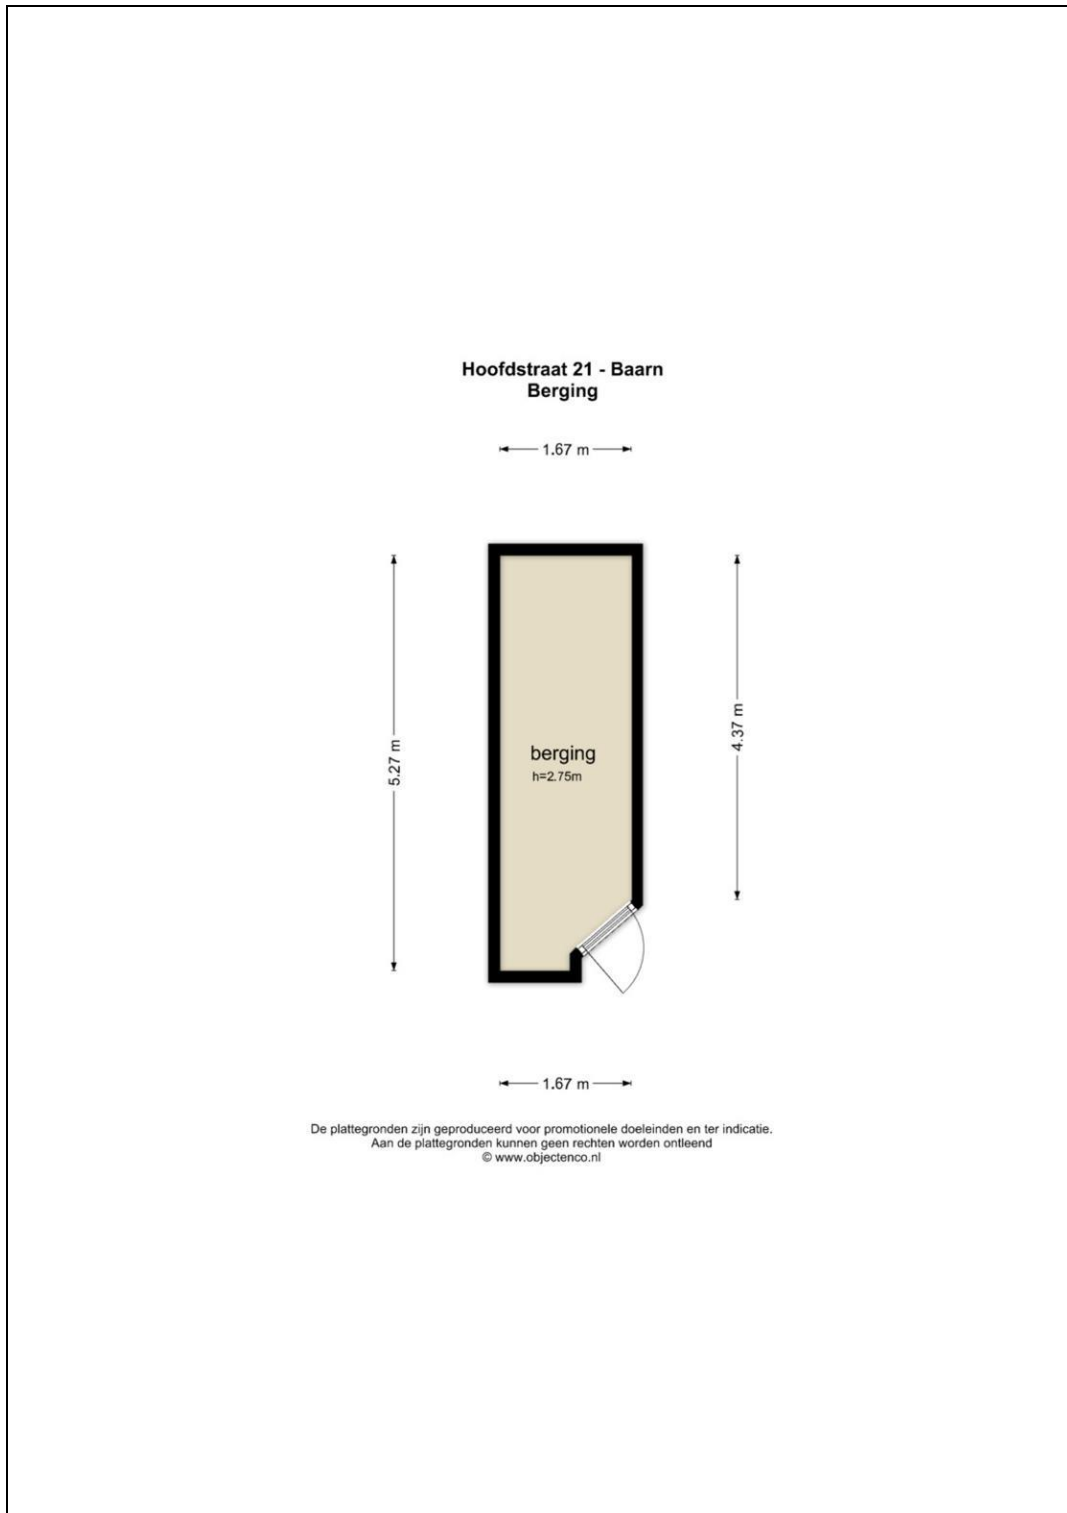 Hoofdstraat 21 - Baarn
Berging
1.67 m
5.27 m
4.37 m
berging
h=2.75m
1.67 m
De plattegronden zijn geproduceerd voor promotionele doeleinden en ter indicatie.
Aan de plattegronden kunnen geen rechten worden ontleend
© www.objectenco.nl